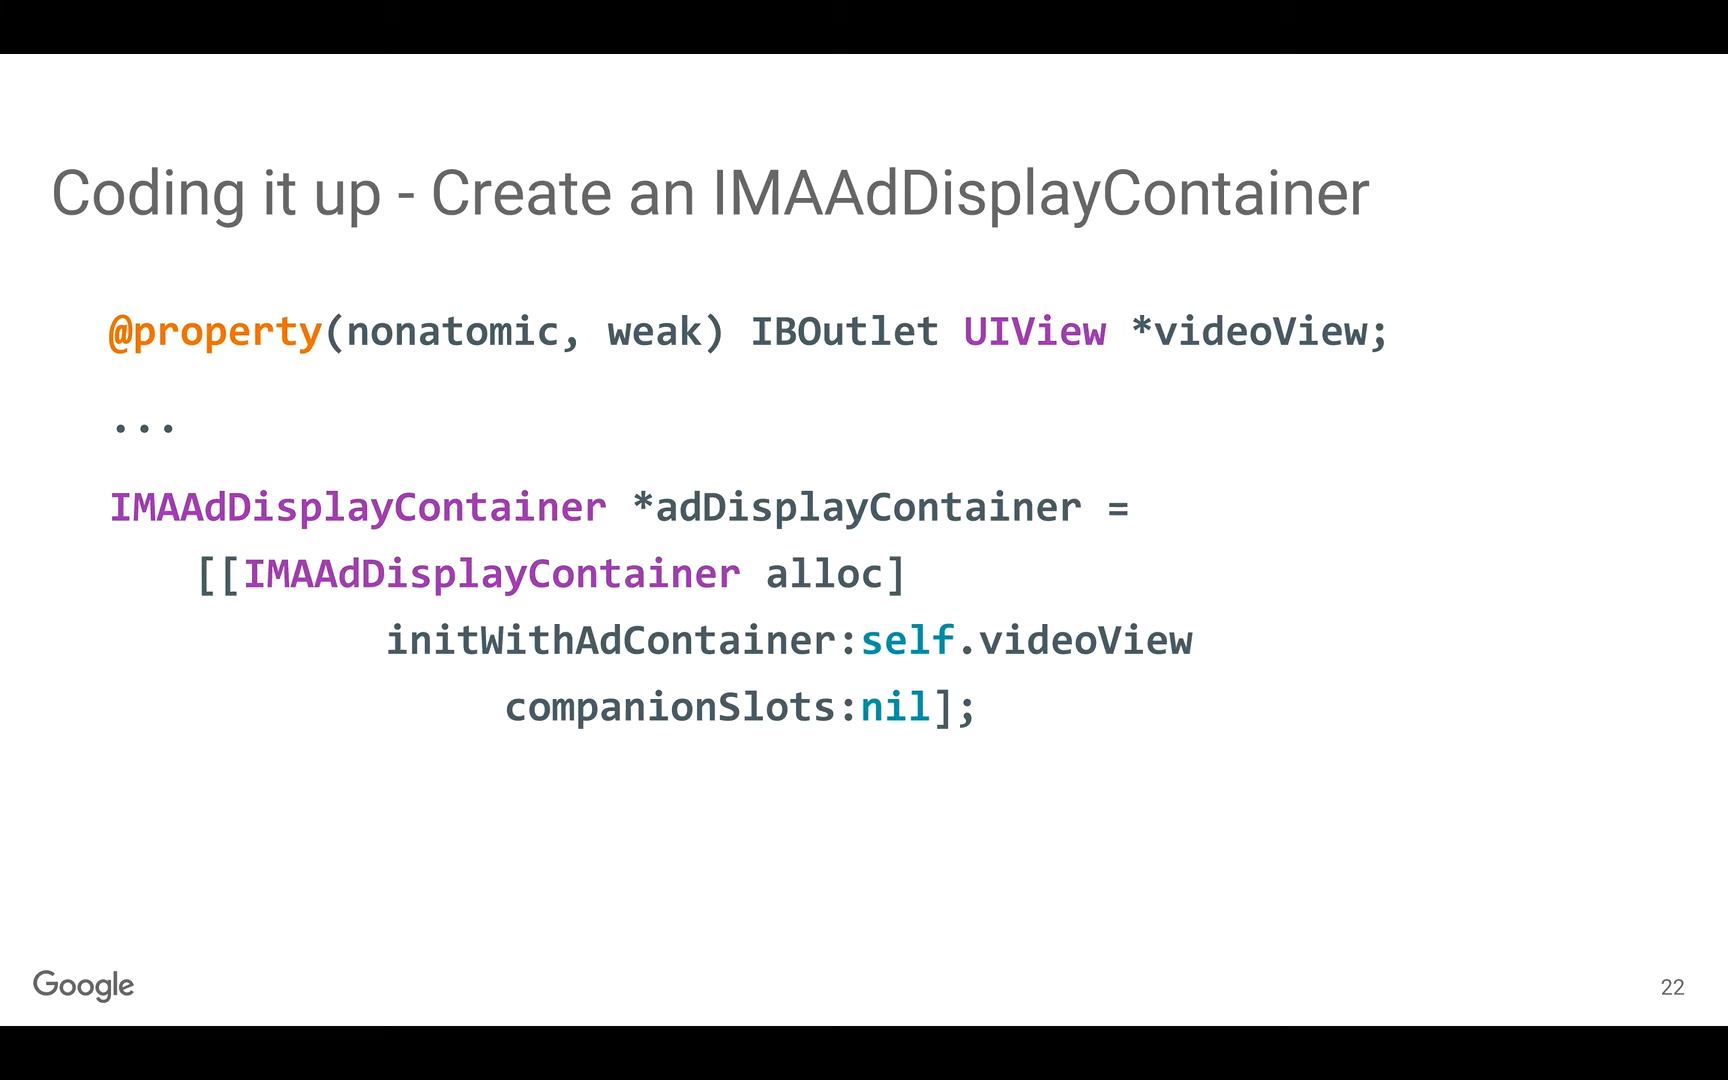 Coding it up - Create an IMAAdDisplayContainer
@property(nonatomic, weak) IBOutlet UIView *videoView;
...
IMAAdDisplayContainer *adDisplayContainer =
[[IMAAdDisplayContainer alloc]
initWithAdContainer:self.videoView
companionSlots:nil];
Google
22